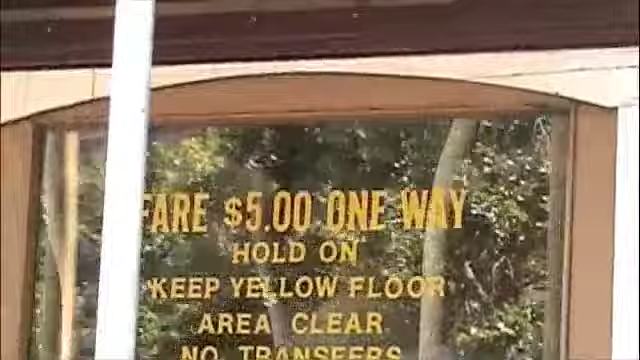 FARE $5.00 ONE WAY
HOLD ON
KEEP YELLOW FLOOR
AREA CLEAR
NO TRANSFERS